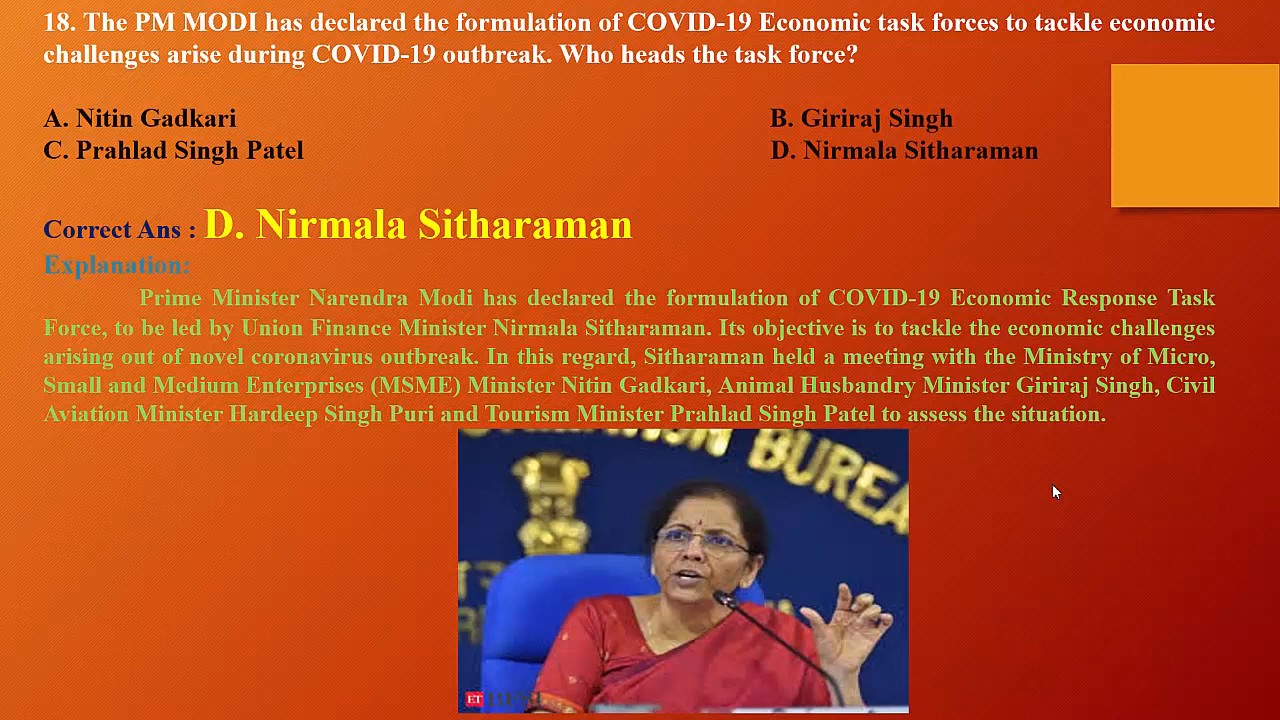 18. The PM MODI has declared the formulation of COVID-19 Economic task forces to tackle economic
challenges arise during COVID-19 outbreak. Who heads the task force?
A. Nitin Gadkari B. Giriraj Singh
C. Prahlad Singh Patel D. Nirmala Sitharaman
Correct Ans : D. Nirmala Sitharaman
Explanation:
Prime Minister Narendra Modi has declared the formulation of COVID-19 Economic Response Task
Force, to be led by Union Finance Minister Nirmala Sitharaman. Its objective is to tackle the economic challenges
arising out of novel coronavirus outbreak. In this regard, Sitharaman held a meeting with the Ministry of Micro,
Small and Medium Enterprises (MSME) Minister Nitin Gadkari, Animal Husbandry Minister Giriraj Singh, Civil
Aviation Minister Hardeep Singh Puri and Tourism Minister Prahlad Singh Patel to assess the situation.
BUREA
ET BFSI